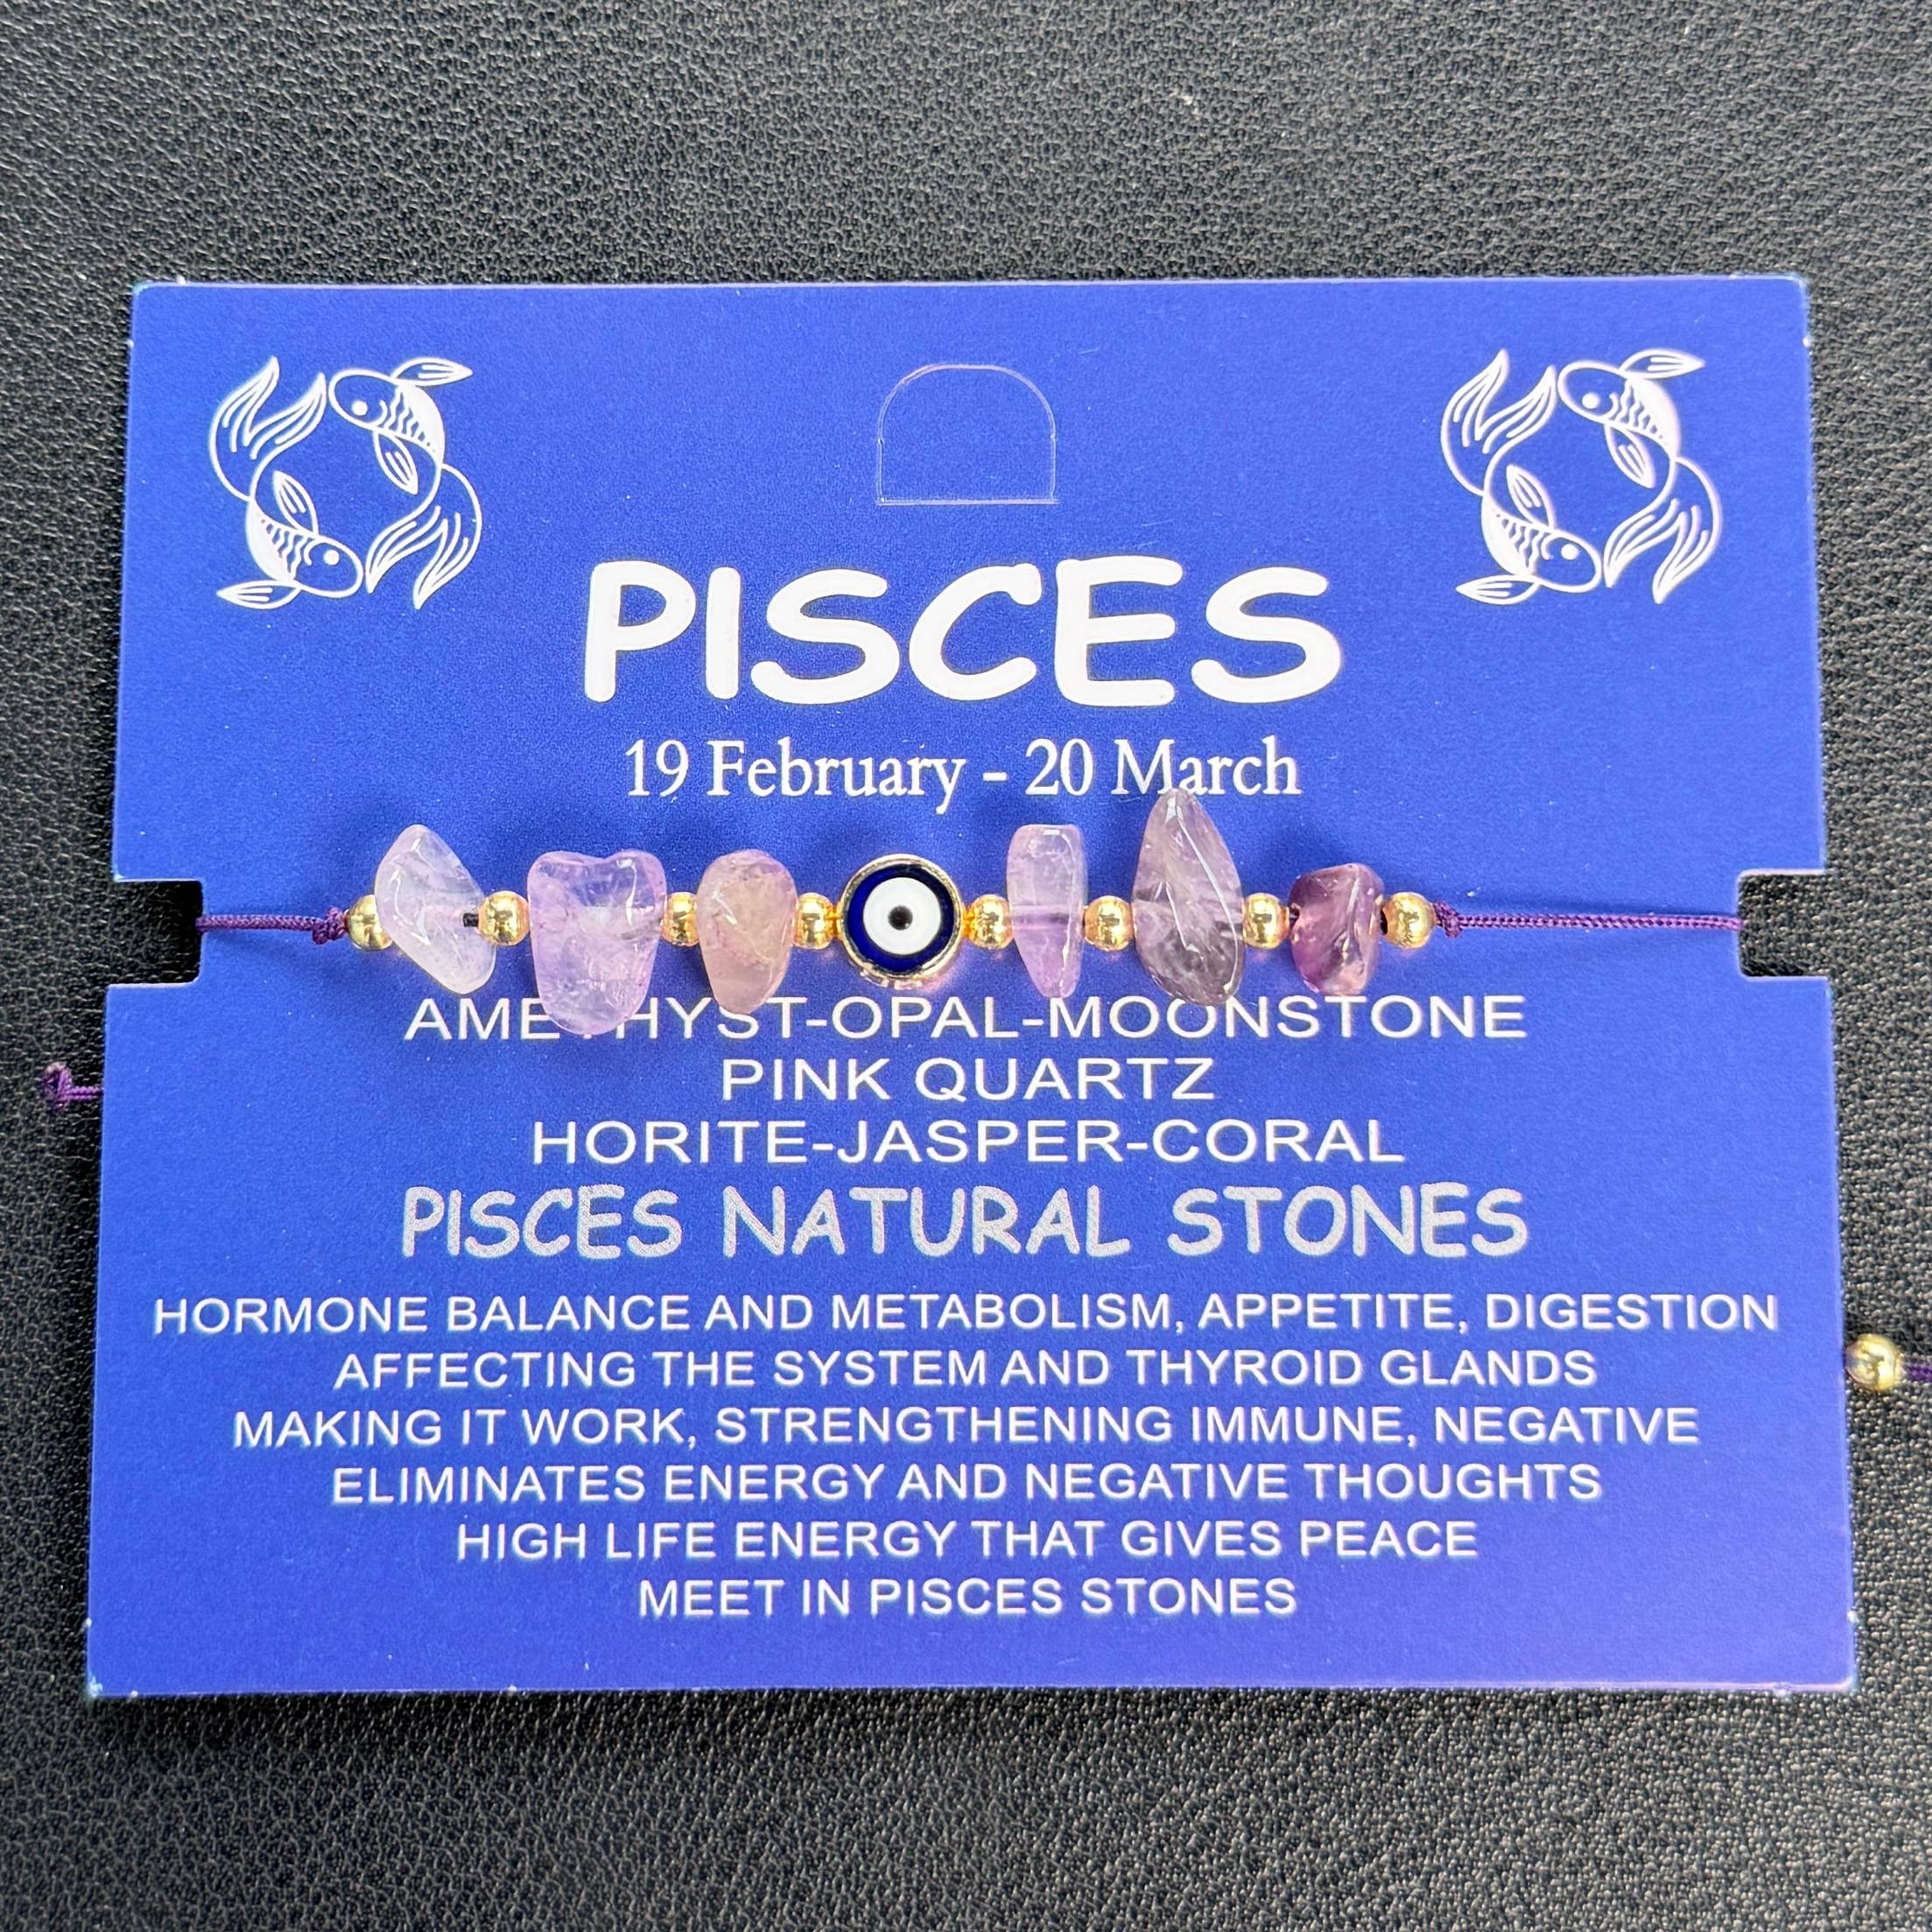 PISCES
19 February - 20 March
AMETHYST-OPAL-MOONSTONE
PINK QUARTZ
HORITE-JASPER-CORAL
PISCES NATURAL STONES
HORMONE BALANCE AND METABOLISM, APPETITE, DIGESTION
AFFECTING THE SYSTEM AND THYROID GLANDS
MAKING IT WORK, STRENGTHENING IMMUNE, NEGATIVE
ELIMINATES ENERGY AND NEGATIVE THOUGHTS
HIGH LIFE ENERGY THAT GIVES PEACE
MEET IN PISCES STONES